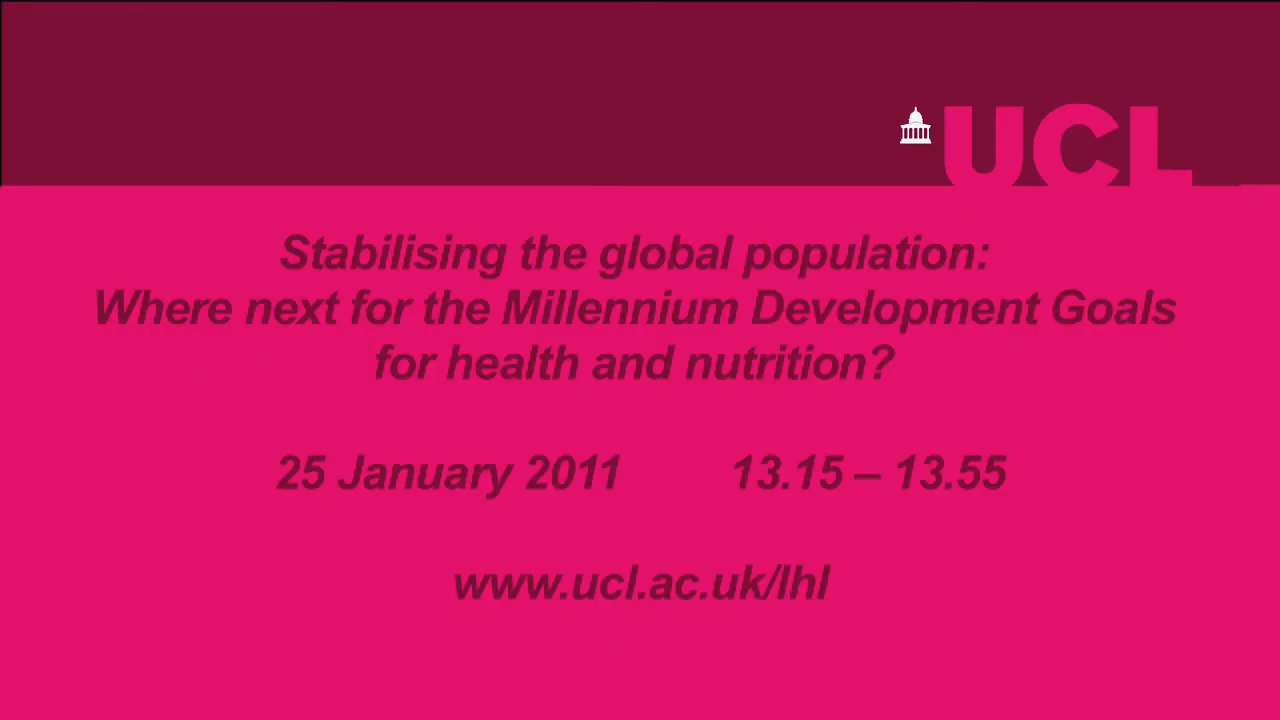 UCL
Stabilising the global population:
Where next for the Millennium Development Goals
for health and nutrition?
25 January 2011 13.15 – 13.55
www.ucl.ac.uk/lhl